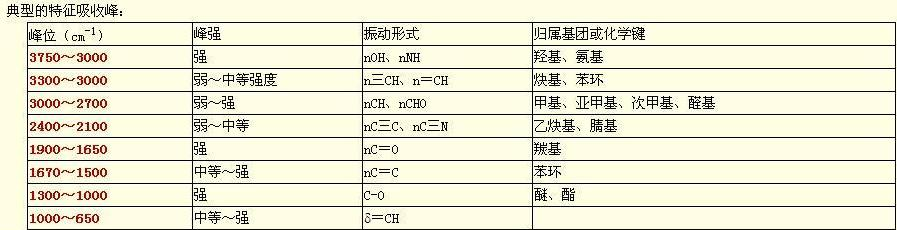 典型的特征吸收峰：
峰位（cm-1） 峰强 振动形式 归属基团或化学键
3750～3000 强 nOH、nNH 羟基、氨基
3300～3000 弱～中等强度 n三CH、n＝CH 炔基、苯环
3000～2700 弱～强 nCH、nCHO 甲基、亚甲基、次甲基、醛基
2400～2100 弱～中等 nC三C、nC三N 乙炔基、腈基
1900～1650 强 nC＝O 羰基
1670～1500 中等～强 nC＝C 苯环
1300～1000 强 C-O 醚、酯
1000～650 中等～强 δ＝CH